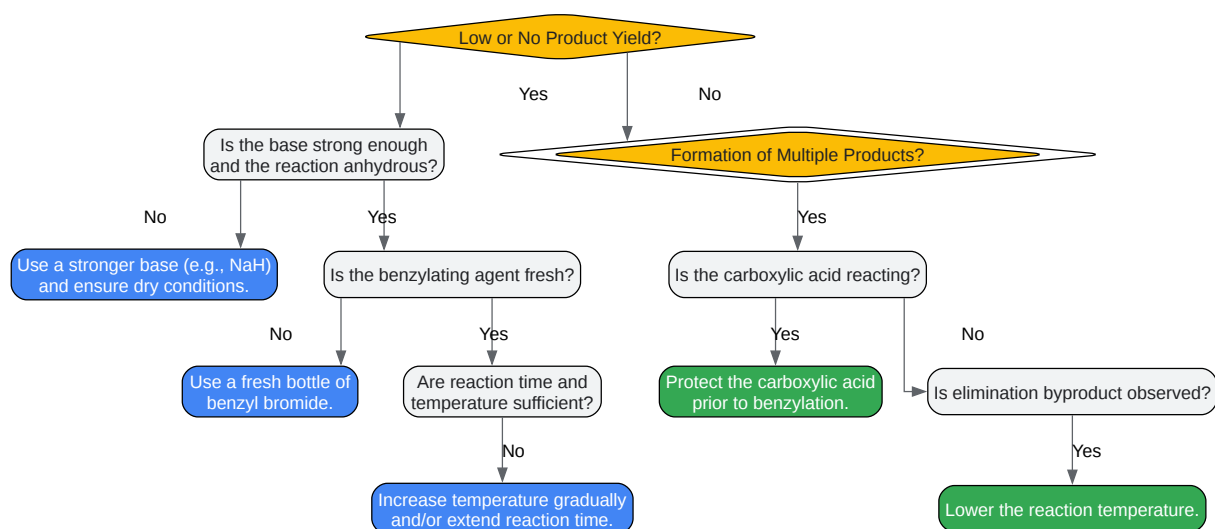 Low or No Product Yield?
Yes
No
Is the base strong enough
and the reaction anhydrous?
Formation of Multiple Products?
No
Yes
Yes
Use a stronger base (e.g., NaH)
and ensure dry conditions.
Is the benzylating agent fresh?
Is the carboxylic acid reacting?
No
Yes
Yes
No
Use a fresh bottle of
benzyl bromide.
Are reaction time and
temperature sufficient?
Protect the carboxylic acid
prior to benzylation.
Is elimination byproduct observed?
No
Yes
Increase temperature gradually
and/or extend reaction time.
Lower the reaction temperature.